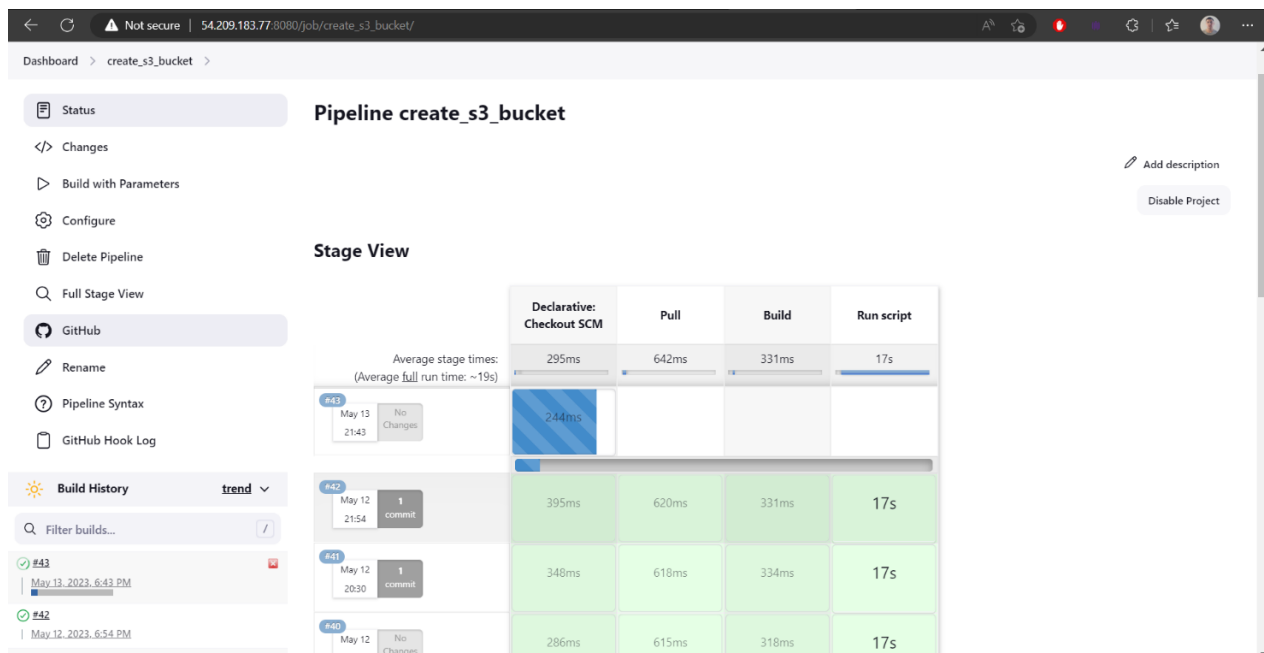 Not secure | 54.209.183.77:8080/job/create_s3_bucket/
Dashboard > create_s3_bucket >
Status
Changes
Build with Parameters
Configure
Delete Pipeline
Full Stage View
GitHub
Rename
Pipeline Syntax
GitHub Hook Log
Build History trend
Filter builds... /
#43
May 13, 2023, 6:43 PM
#42
May 12, 2023, 6:54 PM
Pipeline create_s3_bucket
Add description
Disable Project
Stage View
Declarative:
Checkout SCM
Pull
Build
Run script
Average stage times:
(Average full run time: ~19s)
295ms 642ms 331ms 17s
#43
May 13
21:43
No
Changes
244ms
#42
May 12
21:54
1
commit
395ms 620ms 331ms 17s
#41
May 12
20:30
1
commit
348ms 618ms 334ms 17s
#40
May 12
No
Changes
286ms 615ms 318ms 17s